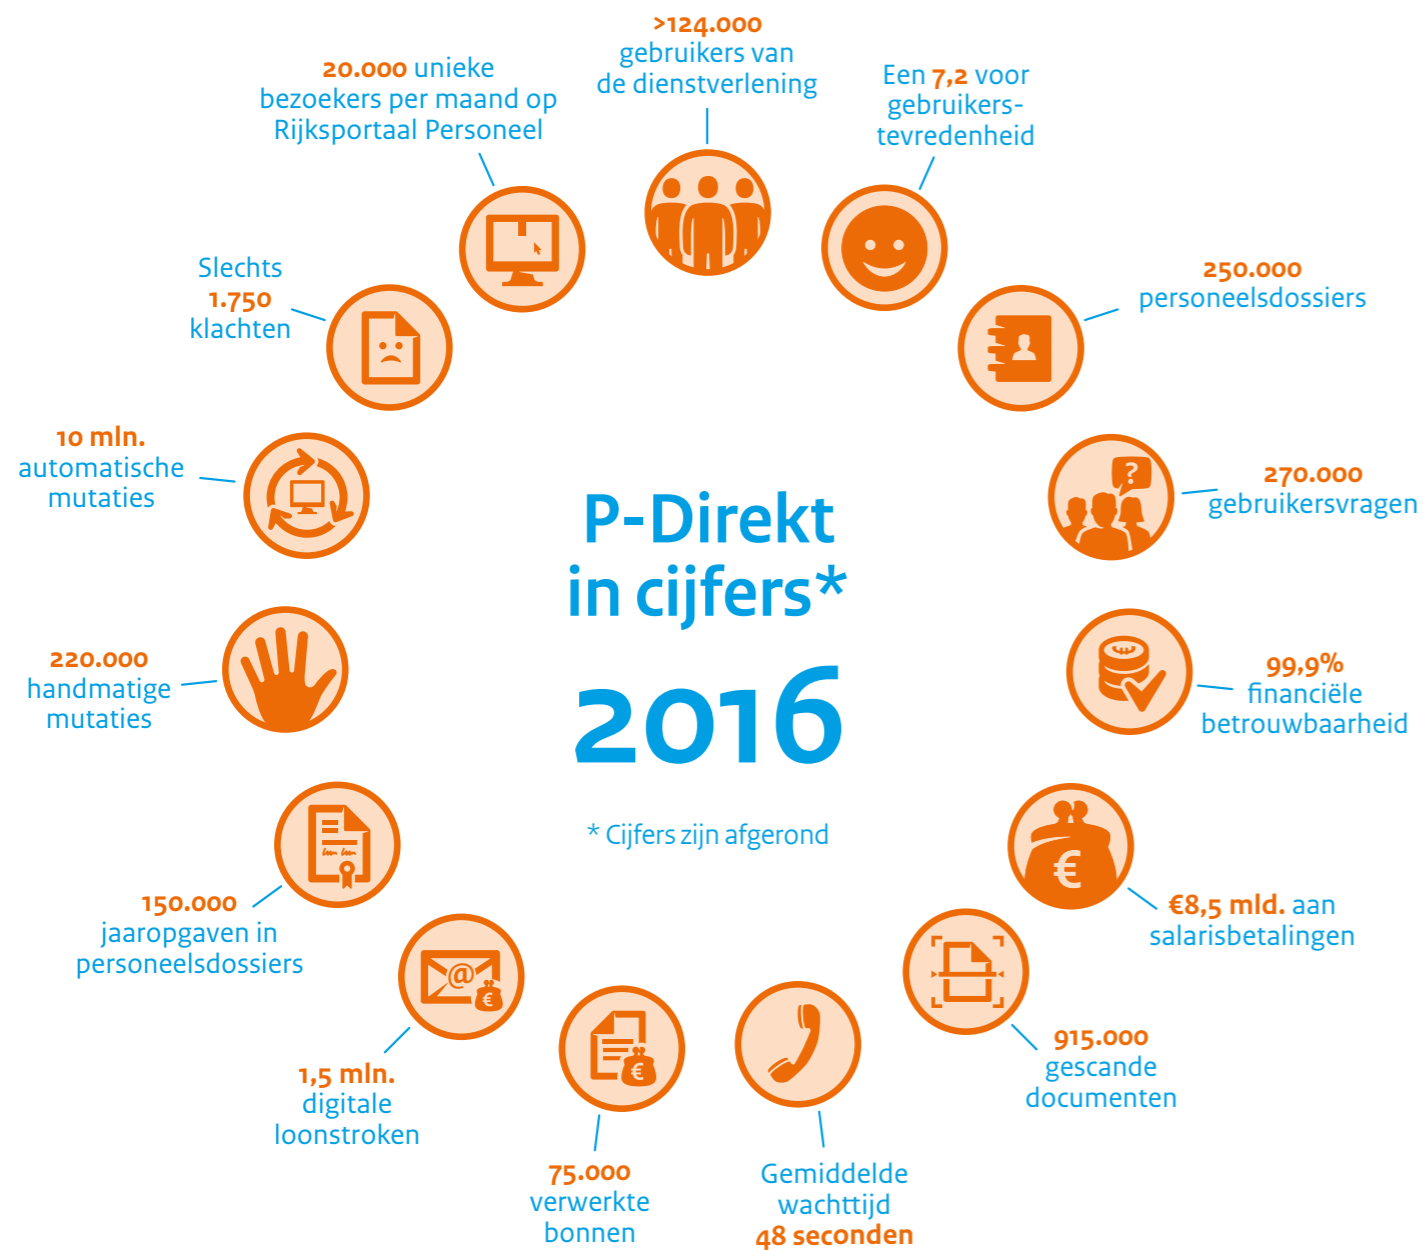 >124.000
gebruikers van
de dienstverlening
Een 7,2 voor
gebruikers-
tevredenheid
250.000
personeelsdossiers
270.000
gebruikersvragen
99,9%
financiële
betrouwbaarheid
€8,5 mld. aan
salarisbetalingen
915.000
gescande
documenten
Gemiddelde
wachttijd
48 seconden
75.000
verwerkte
bonnen
1,5 mln.
digitale
loonstroken
150.000
jaaropgaven in
personeelsdossiers
220.000
handmatige
mutaties
10 mln.
automatische
mutaties
Slechts
1.750
klachten
20.000 unieke
bezoekers per maand op
Rijksportaal Personeel
P-Direkt
in cijfers*
2016
* Cijfers zijn afgerond
?
€
€
@
€